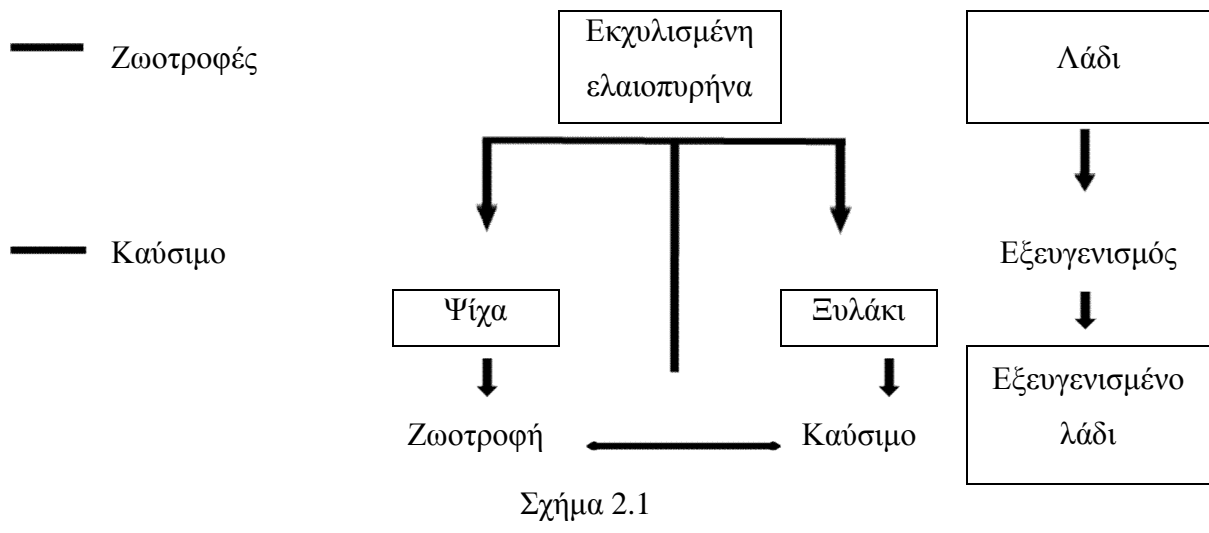 Ζωοτροφές
Εκχυλισμένη
ελαιοπυρήνα
Λάδι
Καύσιμο
Εξευγενισμός
Ψίχα
Ξυλάκι
Εξευγενισμένο
λάδι
Ζωοτροφή
Καύσιμο
Σχήμα 2.1